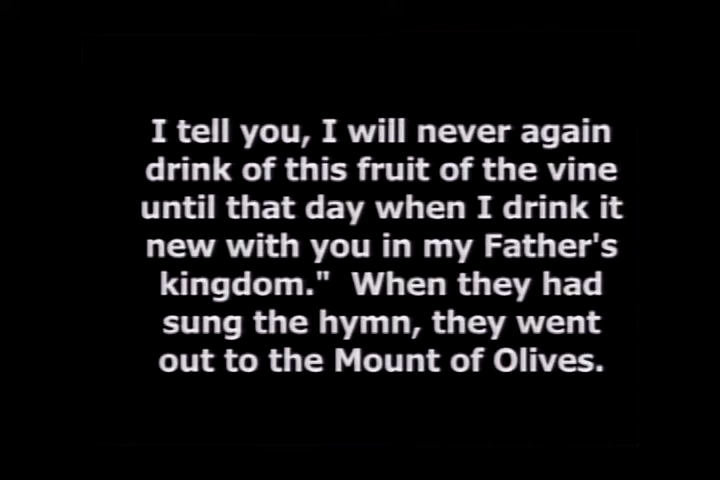 I tell you, I will never again
drink of this fruit of the vine
until that day when I drink it
new with you in my Father's
kingdom."  When they had
sung the hymn, they went
out to the Mount of Olives.